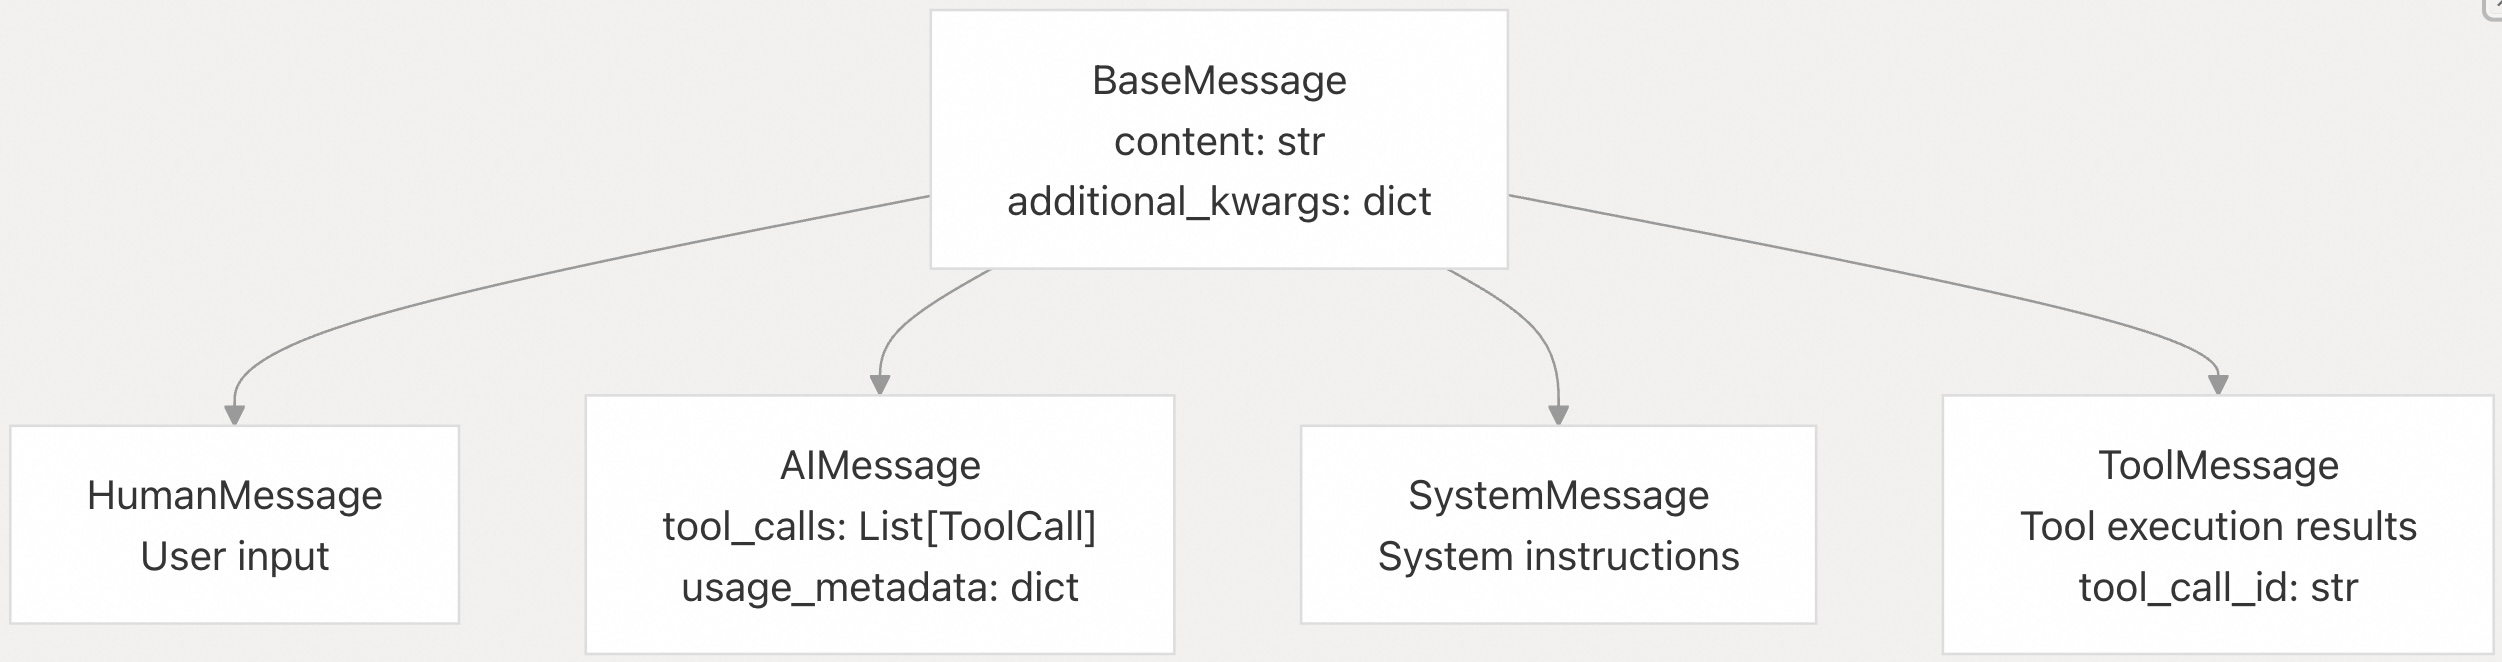 BaseMessage
content: str
additional_kwargs: dict
HumanMessage
User input
AIMessage
tool_calls: List[ToolCall]
usage_metadata: dict
SystemMessage
System instructions
ToolMessage
Tool execution results
tool_call_id: str